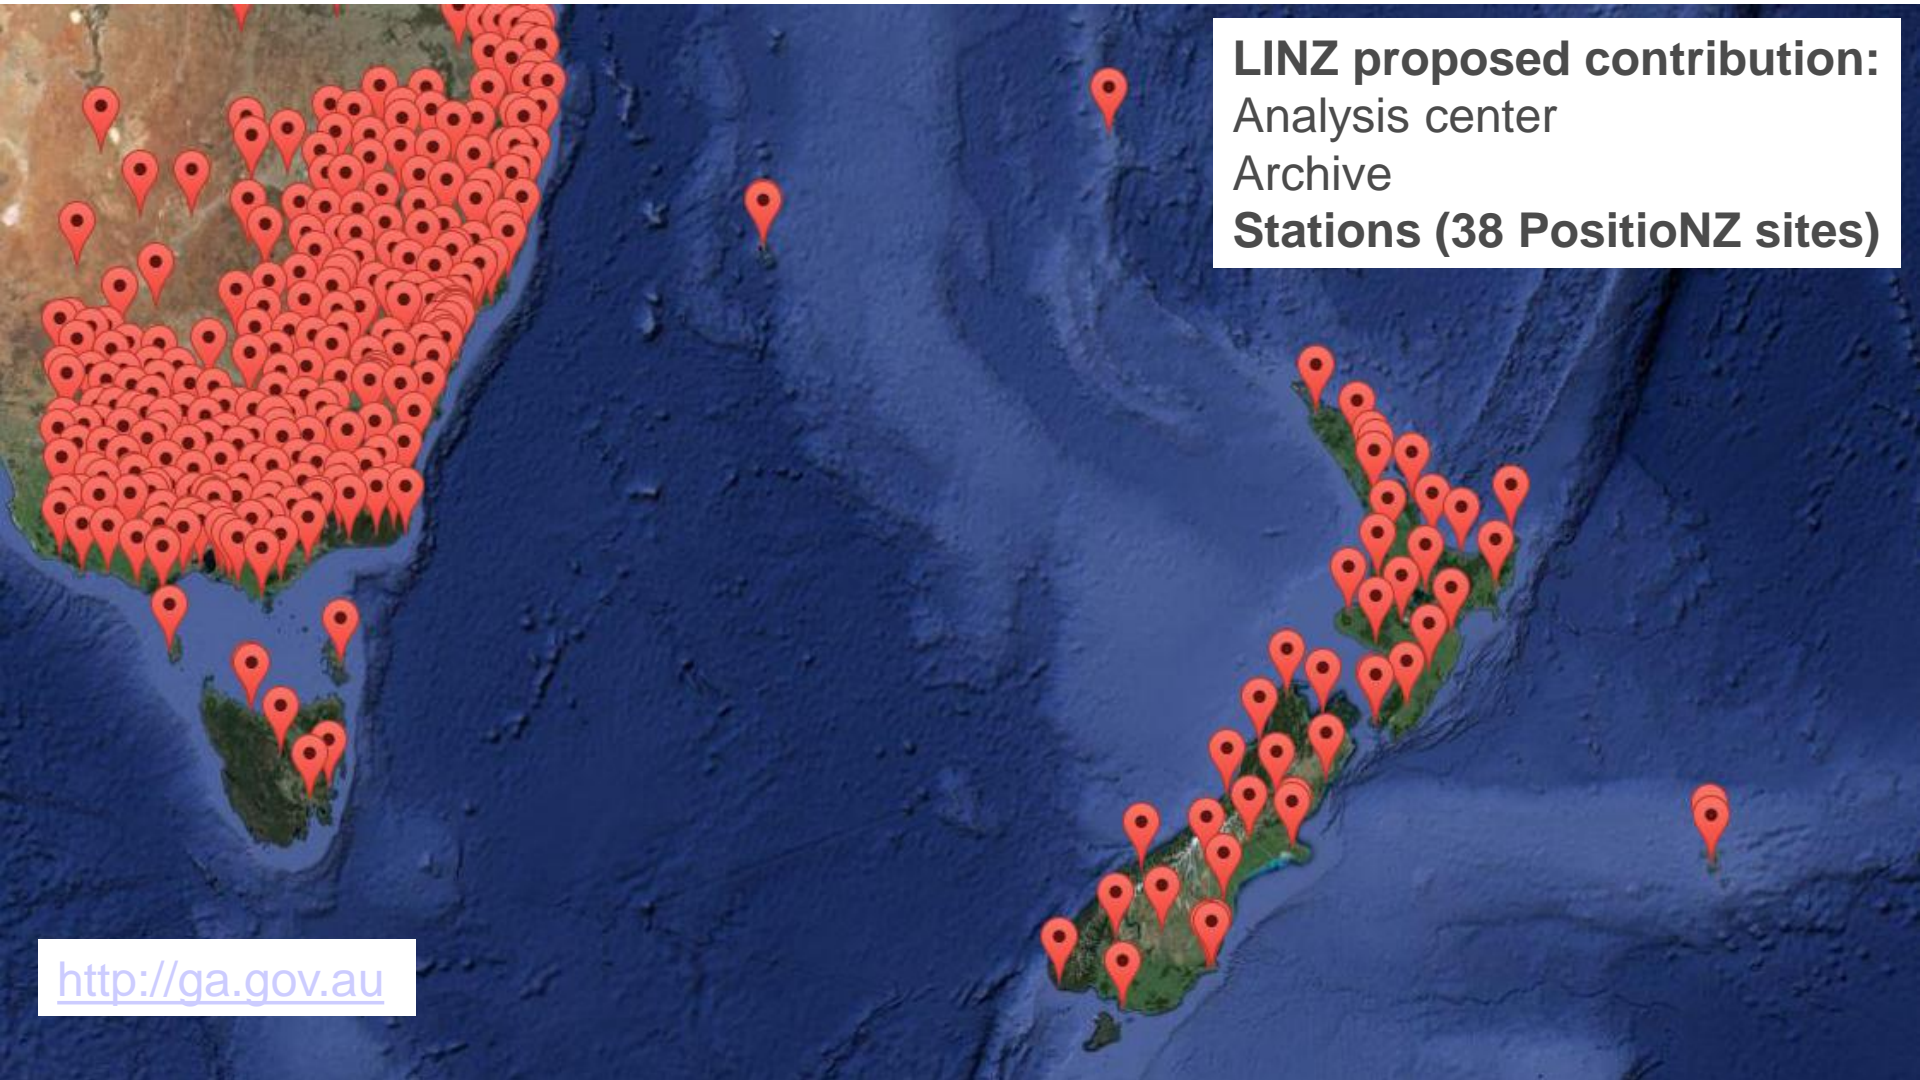 LINZ proposed contribution:
Analysis center
Archive
Stations (38 PositioNZ sites)
http://ga.gov.au